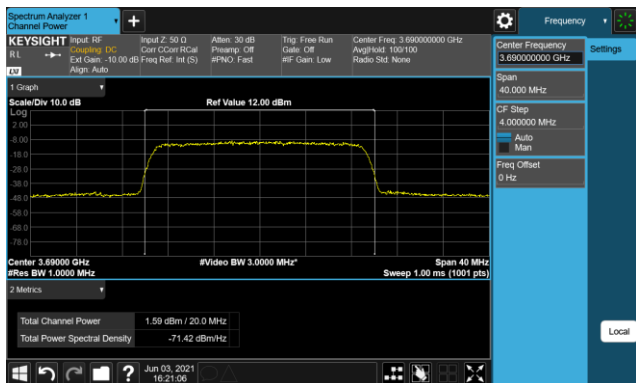 Spectrum Analyzer 1
Channel Power
Frequency
KEYSIGHT
RL
LXI
Input: RF
Coupling: DC
Ext Gain: -10.00 dB
Align: Auto
Input Z: 50 Ω
Corr CCorr RCal
Freq Ref: Int (S)
Atten: 30 dB
Preamp: Off
#PNO: Fast
Trig: Free Run
Gate: Off
#IF Gain: Low
Center Freq: 3.690000000 GHz
Avg|Hold: 100/100
Radio Std: None
Center Frequency
3.690000000 GHz
Settings
Span
40.000 MHz
CF Step
4.000000 MHz
Auto
Man
Freq Offset
0 Hz
Local
1 Graph
Scale/Div 10.0 dB
Ref Value 12.00 dBm
Log
2.00
-8.00
-18.0
-28.0
-38.0
-48.0
-58.0
-68.0
-78.0
Center 3.69000 GHz
#Video BW 3.0000 MHz*
Span 40 MHz
#Res BW 1.0000 MHz
Sweep 1.00 ms (1001 pts)
2 Metrics
Total Channel Power 1.59 dBm / 20.0 MHz
Total Power Spectral Density -71.42 dBm/Hz
?
Jun 03, 2021
16:21:06